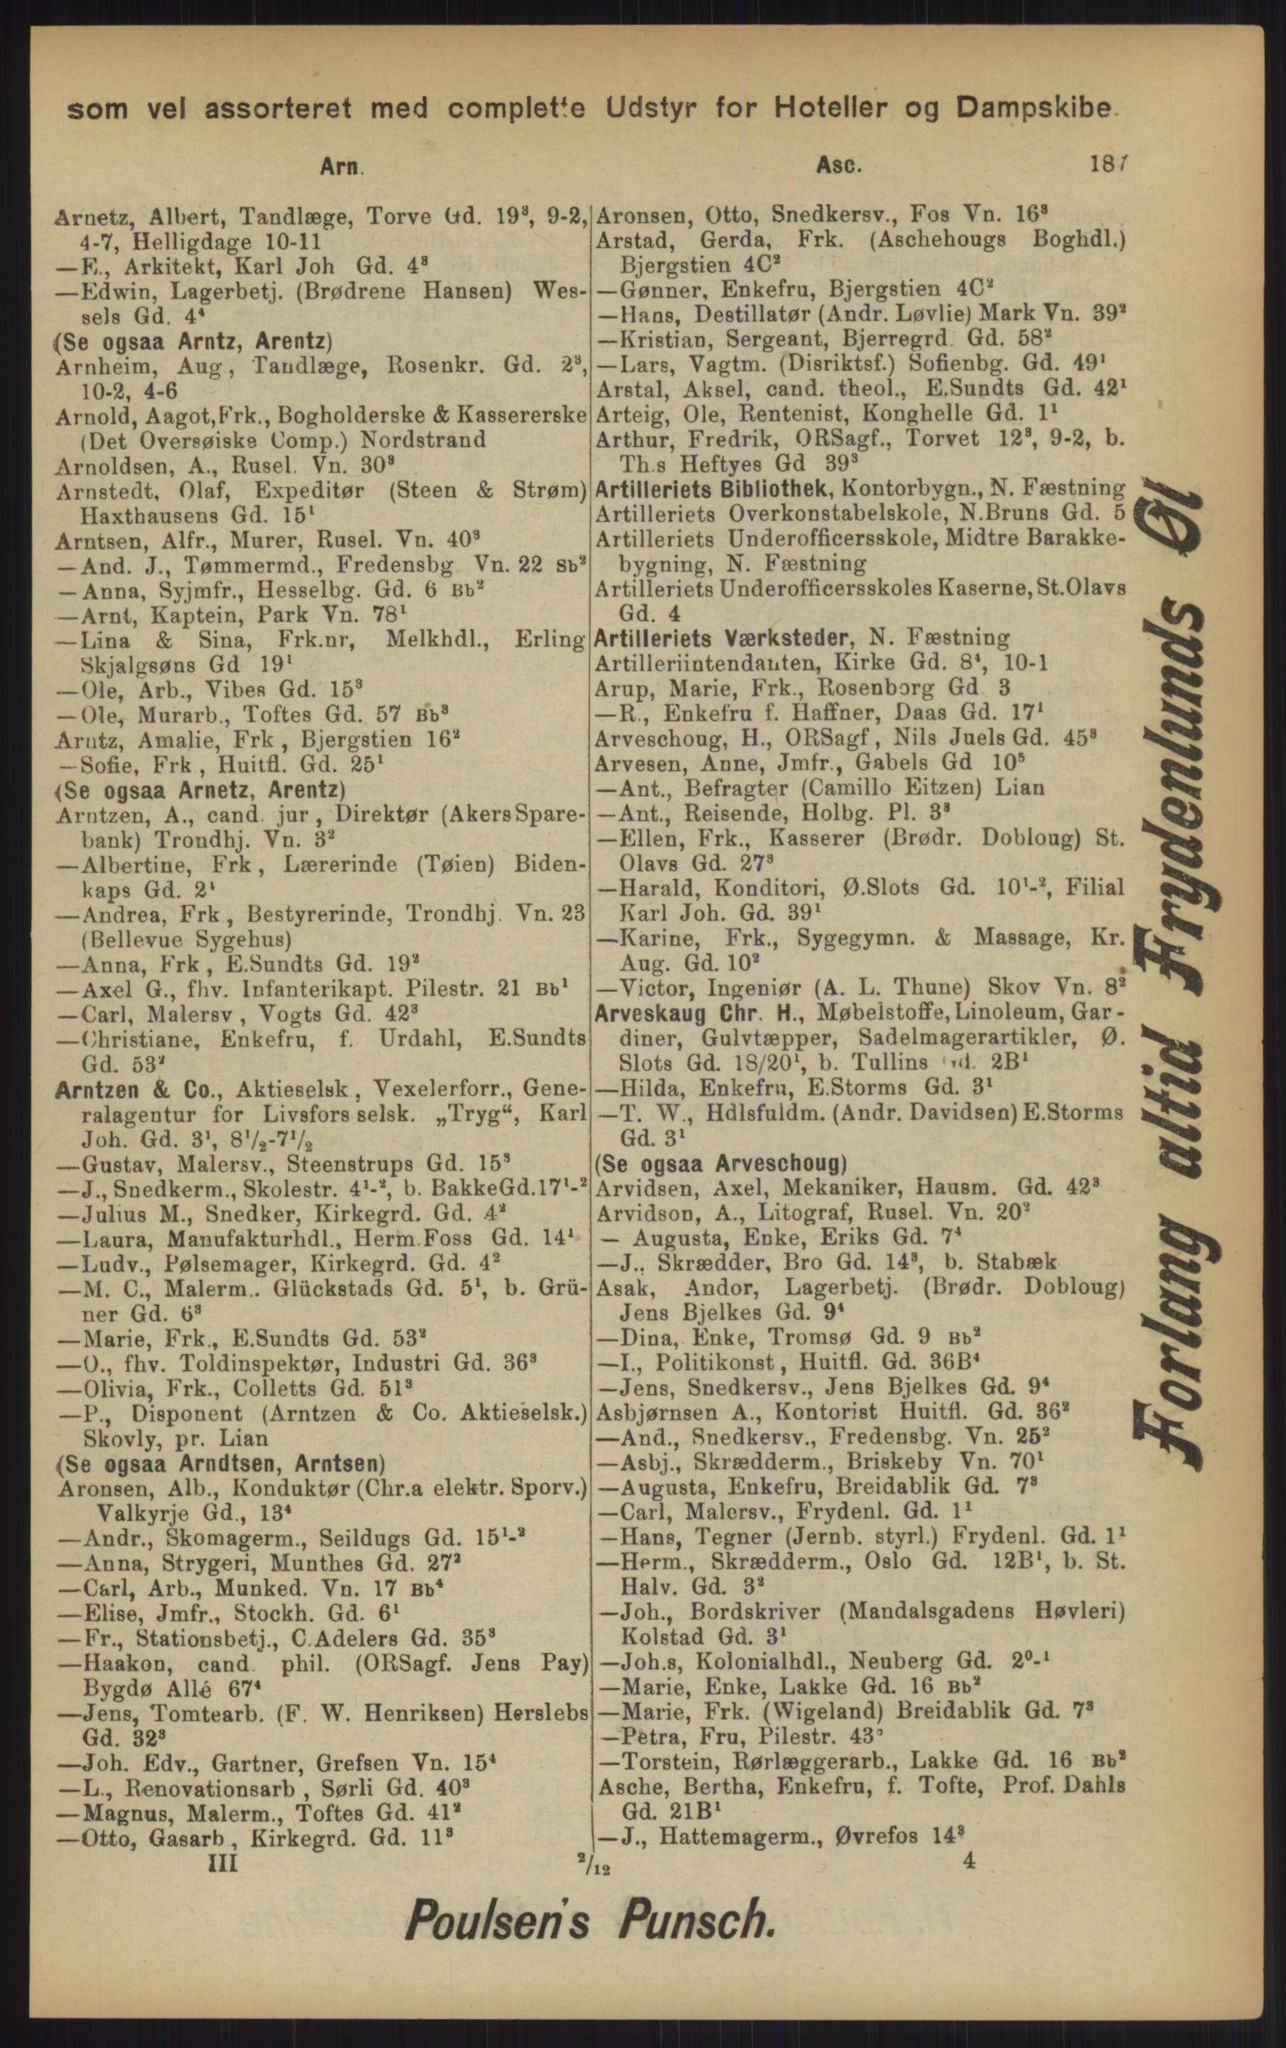 som vel assorteret med complette Udstyr for Hoteller og Dampskibe.
Arn.
Asc.
187
Arnetz, Albert, Tandlæge, Torve Gd. 19³, 9-2,
4-7, Helligdage 10-11
—E., Arkitekt, Karl Joh Gd. 4³
—Edwin, Lagerbetj. (Brødrene Hansen) Wes-
sels Gd. 4⁴
(Se ogsaa Arntz, Arentz)
Arnheim, Aug, Tandlæge, Rosenkr. Gd. 2³,
10-2, 4-6
Arnold, Aagot, Frk., Bogholderske & Kassererske
(Det Oversøiske Comp.) Nordstrand
Arnoldsen, A., Rusel. Vn. 30³
Arnstedt, Olaf, Expeditør (Steen & Strøm)
Haxthausens Gd. 15¹
Arntsen, Alfr., Murer, Rusel. Vn. 40³
—And. J., Tømmermd., Fredensbg Vn. 22 Sb²
—Anna, Syjmfr., Hesselbg. Gd. 6 Bb²
—Arnt, Kaptein, Park Vn. 78¹
—Lina & Sina, Frk.nr, Melkhdl., Erling
Skjalgsøns Gd 19¹
—Ole, Arb., Vibes Gd. 15³
—Ole, Murarb., Toftes Gd. 57 Bb³
Arntz, Amalie, Frk, Bjergstien 16²
—Sofie, Frk, Huitfl. Gd. 25¹
(Se ogsaa Arnetz, Arentz)
Arntzen, A., cand. jur, Direktør (Akers Spare-
bank) Trondhj. Vn. 3²
—Albertine, Frk, Lærerinde (Tøien) Biden-
kaps Gd. 2¹
—Andrea, Frk, Bestyrerinde, Trondhj. Vn. 23
(Bellevue Sygehus)
—Anna, Frk, E.Sundts Gd. 19²
—Axel G., fhv. Infanterikapt. Pilestr. 21 Bb¹
—Carl, Malersv, Vogts Gd. 42³
—Christiane, Enkefru, f. Urdahl, E.Sundts
Gd. 53²
Arntzen & Co., Aktieselsk, Vexelerforr., Gene-
ralagentur for Livsfors selsk. „Tryg“, Karl
Joh. Gd. 3¹, 8¹/₂-7¹/₂
—Gustav, Malersv., Steenstrups Gd. 15³
—J., Snedkerm., Skolestr. 4¹-², b. Bakke Gd. 17¹-²
—Julius M., Snedker, Kirkegrd. Gd. 4²
—Laura, Manufakturhdl., Herm. Foss Gd. 14¹
—Ludv., Pølsemager, Kirkegrd. Gd. 4²
—M. C., Malerm.. Glückstads Gd. 5¹, b. Grü-
ner Gd. 6³
—Marie, Frk., E.Sundts Gd. 53²
—O., fhv. Toldinspektør, Industri Gd. 36³
—Olivia, Frk., Colletts Gd. 51³
—P., Disponent (Arntzen & Co. Aktieselsk.)
Skovly, pr. Lian
(Se ogsaa Arndtsen, Arntsen)
Aronsen, Alb., Konduktør (Chr.a elektr. Sporv.)
Valkyrje Gd., 13⁴
—Andr., Skomagerm., Seildugs Gd. 15¹-²
—Anna, Strygeri, Munthes Gd. 27²
—Carl, Arb., Munked. Vn. 17 Bb⁴
—Elise, Jmfr., Stockh. Gd. 6¹
—Fr., Stationsbetj., C.Adelers Gd. 35³
—Haakon, cand. phil. (ORSagf. Jens Pay)
Bygdø Allé 67⁴
—Jens, Tomtearb. (F. W. Henriksen) Herslebs
Gd. 32³
—Joh. Edv., Gartner, Grefsen Vn. 15⁴
—L., Renovationsarb, Sørli Gd. 40³
—Magnus, Malerm., Toftes Gd. 41²
—Otto, Gasarb, Kirkegrd. Gd. 11³
Aronsen, Otto, Snedkersv., Fos Vn. 16³
Arstad, Gerda, Frk. (Aschehougs Boghdl.)
Bjergstien 4C²
—Gønner, Enkefru, Bjergstien 4C²
—Hans, Destillatør (Andr. Løvlie) Mark Vn. 39²
—Kristian, Sergeant, Bjerregrd. Gd. 58²
—Lars, Vagtm. (Disriktsf.) Sofienbg. Gd. 49¹
Arstal, Aksel, cand. theol., E.Sundts Gd. 42¹
Arteig, Ole, Rentenist, Konghelle Gd. 1¹
Arthur, Fredrik, ORSagf., Torvet 12³, 9-2, b.
Th.s Heftyes Gd 39³
Artilleriets Bibliothek, Kontorbygn., N. Fæstning
Artilleriets Overkonstabelskole, N.Bruns Gd. 5
Artilleriets Underofficersskole, Midtre Barakke-
bygning, N. Fæstning
Artilleriets Underofficersskoles Kaserne, St.Olavs
Gd. 4
Artilleriets Værksteder, N. Fæstning
Artilleriintendanten, Kirke Gd. 8⁴, 10-1
Arup, Marie, Frk., Rosenborg Gd 3
—R., Enkefru f. Haffner, Daas Gd. 17¹
Arveschoug, H., ORSagf, Nils Juels Gd. 45³
Arvesen, Anne, Jmfr., Gabels Gd 10⁵
—Ant., Befragter (Camillo Eitzen) Lian
—Ant., Reisende, Holbg. Pl. 3³
—Ellen, Frk., Kasserer (Brødr. Dobloug) St.
Olavs Gd. 27³
—Harald, Konditori, Ø.Slots Gd. 10¹-², Filial
Karl Joh. Gd. 39¹
—Karine, Frk., Sygegymn. & Massage, Kr.
Aug. Gd. 10²
—Victor, Ingeniør (A. L. Thune) Skov Vn. 8²
Arveskaug Chr. H., Møbelstoffe, Linoleum, Gar-
diner, Gulvtæpper, Sadelmagerartikler, Ø.
Slots Gd. 18/20¹, b. Tullins Gd. 2B¹
—Hilda, Enkefru, E.Storms Gd. 3¹
—T. W., Hdlsfuldm. (Andr. Davidsen) E.Storms
Gd. 3¹
(Se ogsaa Arveschoug)
Arvidsen, Axel, Mekaniker, Hausm. Gd. 42³
Arvidson, A., Litograf, Rusel. Vn. 20²
— Augusta, Enke, Eriks Gd. 7⁴
—J., Skrædder, Bro Gd. 14³, b. Stabæk
Asak, Andor, Lagerbetj. (Brødr. Dobloug)
Jens Bjelkes Gd. 9⁴
—Dina, Enke, Tromsø Gd. 9 Bb²
—I., Politikonst, Huitfl. Gd. 36B⁴
—Jens, Snedkersv., Jens Bjelkes Gd. 9⁴
Asbjørnsen A., Kontorist Huitfl. Gd. 36²
—And., Snedkersv., Fredensbg. Vn. 25²
—Asbj., Skrædderm., Briskeby Vn. 70¹
—Augusta, Enkefru, Breidablik Gd. 7³
—Carl, Malersv., Frydenl. Gd. 1¹
—Hans, Tegner (Jernb. styrl.) Frydenl. Gd. 1¹
—Herm., Skrædderm., Oslo Gd. 12B¹, b. St.
Halv. Gd. 3²
—Joh., Bordskriver (Mandalsgadens Høvleri)
Kolstad Gd. 3¹
—Joh.s, Kolonialhdl., Neuberg Gd. 2⁰-¹
—Marie, Enke, Lakke Gd. 16 Bb²
—Marie, Frk. (Wigeland) Breidablik Gd. 7³
—Petra, Fru, Pilestr. 43³
—Torstein, Rørlæggerarb., Lakke Gd. 16 Bb²
Asche, Bertha, Enkefru, f. Tofte, Prof. Dahls
Gd. 21B¹
—J., Hattemagerm., Øvrefos 14³
III
²/₁₂
4
Poulsen's Punsch.
Forlang altid Frydenlunds Øl